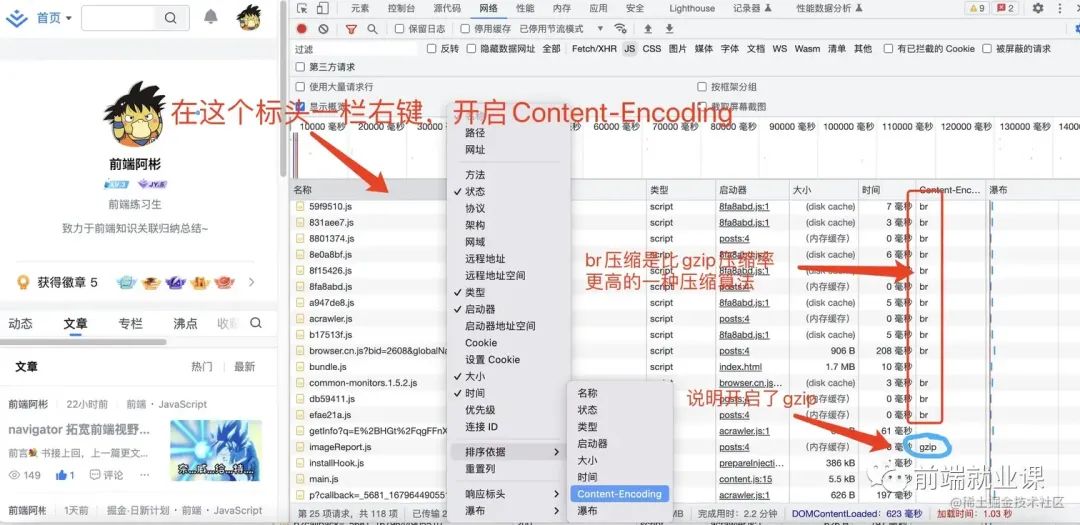 首页
元素 控制台 源代码 网络 性能 内存 应用 安全 Lighthouse 记录器 性能数据分析
9 2
保留日志 停用缓存 已停用节流模式
过滤
反转 隐藏数据网址 全部 Fetch/XHR JS CSS 图片 媒体 字体 文档 WS Wasm 清单 其他 有已拦截的 Cookie 被屏蔽的请求
第三方请求
使用大量请求行 按框架分组
显示概览 截取屏幕截图
在这个标头一栏右键，开启Content-Encoding
10000 毫秒 20000 毫秒 60000 毫秒 70000 毫秒 80000 毫秒 90000 毫秒 100000 毫秒 110000 毫秒 120000 毫秒 130000 毫秒
前端阿彬
JY.5
前端练习生
致力于前端知识关联归纳总结~
获得徽章 5
动态 文章 专栏 沸点
文章 热门 最新
前端阿彬 22小时前 前端 · JavaScript
navigator 拓宽前端视野...
前言 书接上回，上一篇更文...
149 1 评论
前端阿彬 1天前 掘金·日新计划 · 前端 · JavaScript
名称 类型 启动器 大小 时间 Content-Enc... 瀑布
59f9510.js script 8fa8abd.js:1 (disk cache) 7 毫秒 br
831aee7.js script 8fa8abd.js:1 (disk cache) 3 毫秒 br
8801374.js script posts:4 (内存缓存) 0 毫秒 br
8e0a8bf.js script 8fa8abd.js:1 (disk cache) 6 毫秒 br
8f15426.js script 8fa8abd.js:1 (disk cache) br
8fa8abd.js script posts:4 (内存缓存) br
a947de8.js script 8fa8abd.js:1 (disk cache) 5 毫秒 br
acrawler.js script posts:4 (内存缓存) 0 毫秒 br
b17513f.js script 8fa8abd.js:1 (disk cache) 5 毫秒 br
browser.cn.js?bid=2608&globalNa script posts:4 906 B 208 毫秒 br
bundle.js script index.html 1.7 MB 10 毫秒
common-monitors.1.5.2.js script browser.cn.js... (disk cache) 3 毫秒 br
db59411.js posts:4 (内存缓存) br
efae21a.js posts:4 (内存缓存) br
getInfo?q=E%2BHGt%2FqgFFnX acrawler.js:1 61 毫秒
imageReport.js posts:4 (内存缓存) 0 毫秒 gzip
installHook.js prepareInjecti... 386 kB
main.js content.js:15 5.5 kB
p?callback=_5681_16796449055 acrawler.js:1 626 B 197 毫秒
br压缩是比gzip压缩率
更高的一种压缩算法
说明开启了gzip
路径
网址
方法
状态
协议
架构
网域
远程地址
远程地址空间
类型
启动器
启动器地址空间
Cookie
设置 Cookie
大小
时间
优先级
连接 ID
排序依据
重置列
响应标头
瀑布
名称
状态
类型
启动器
大小
时间
Content-Encoding
瀑布
前端就业课
@稀土掘金技术社区
第 25 项请求，共 118 项 已传输 2 MB 完成用时：2.2 分钟 DOMContentLoaded：623 毫秒 加载时间：1.03 秒